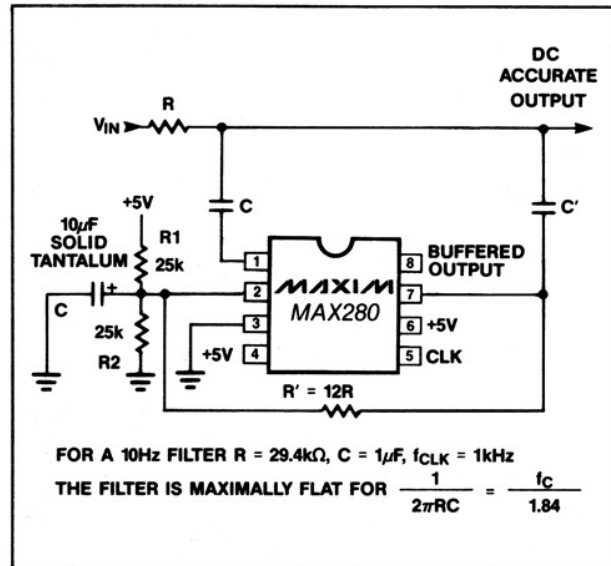 DC
ACCURATE
OUTPUT
R
VIN
C
C'
+5V
10µF
SOLID
TANTALUM
R1
25k
C
+
25k
R2
1
2
3
+5V 4
MAXIM
MAX280
8 BUFFERED
OUTPUT
7
6 +5V
5 CLK
R' = 12R
FOR A 10Hz FILTER R = 29.4kΩ, C = 1µF, fCLK = 1kHz
THE FILTER IS MAXIMALLY FLAT FOR 1 / 2πRC = fC / 1.84